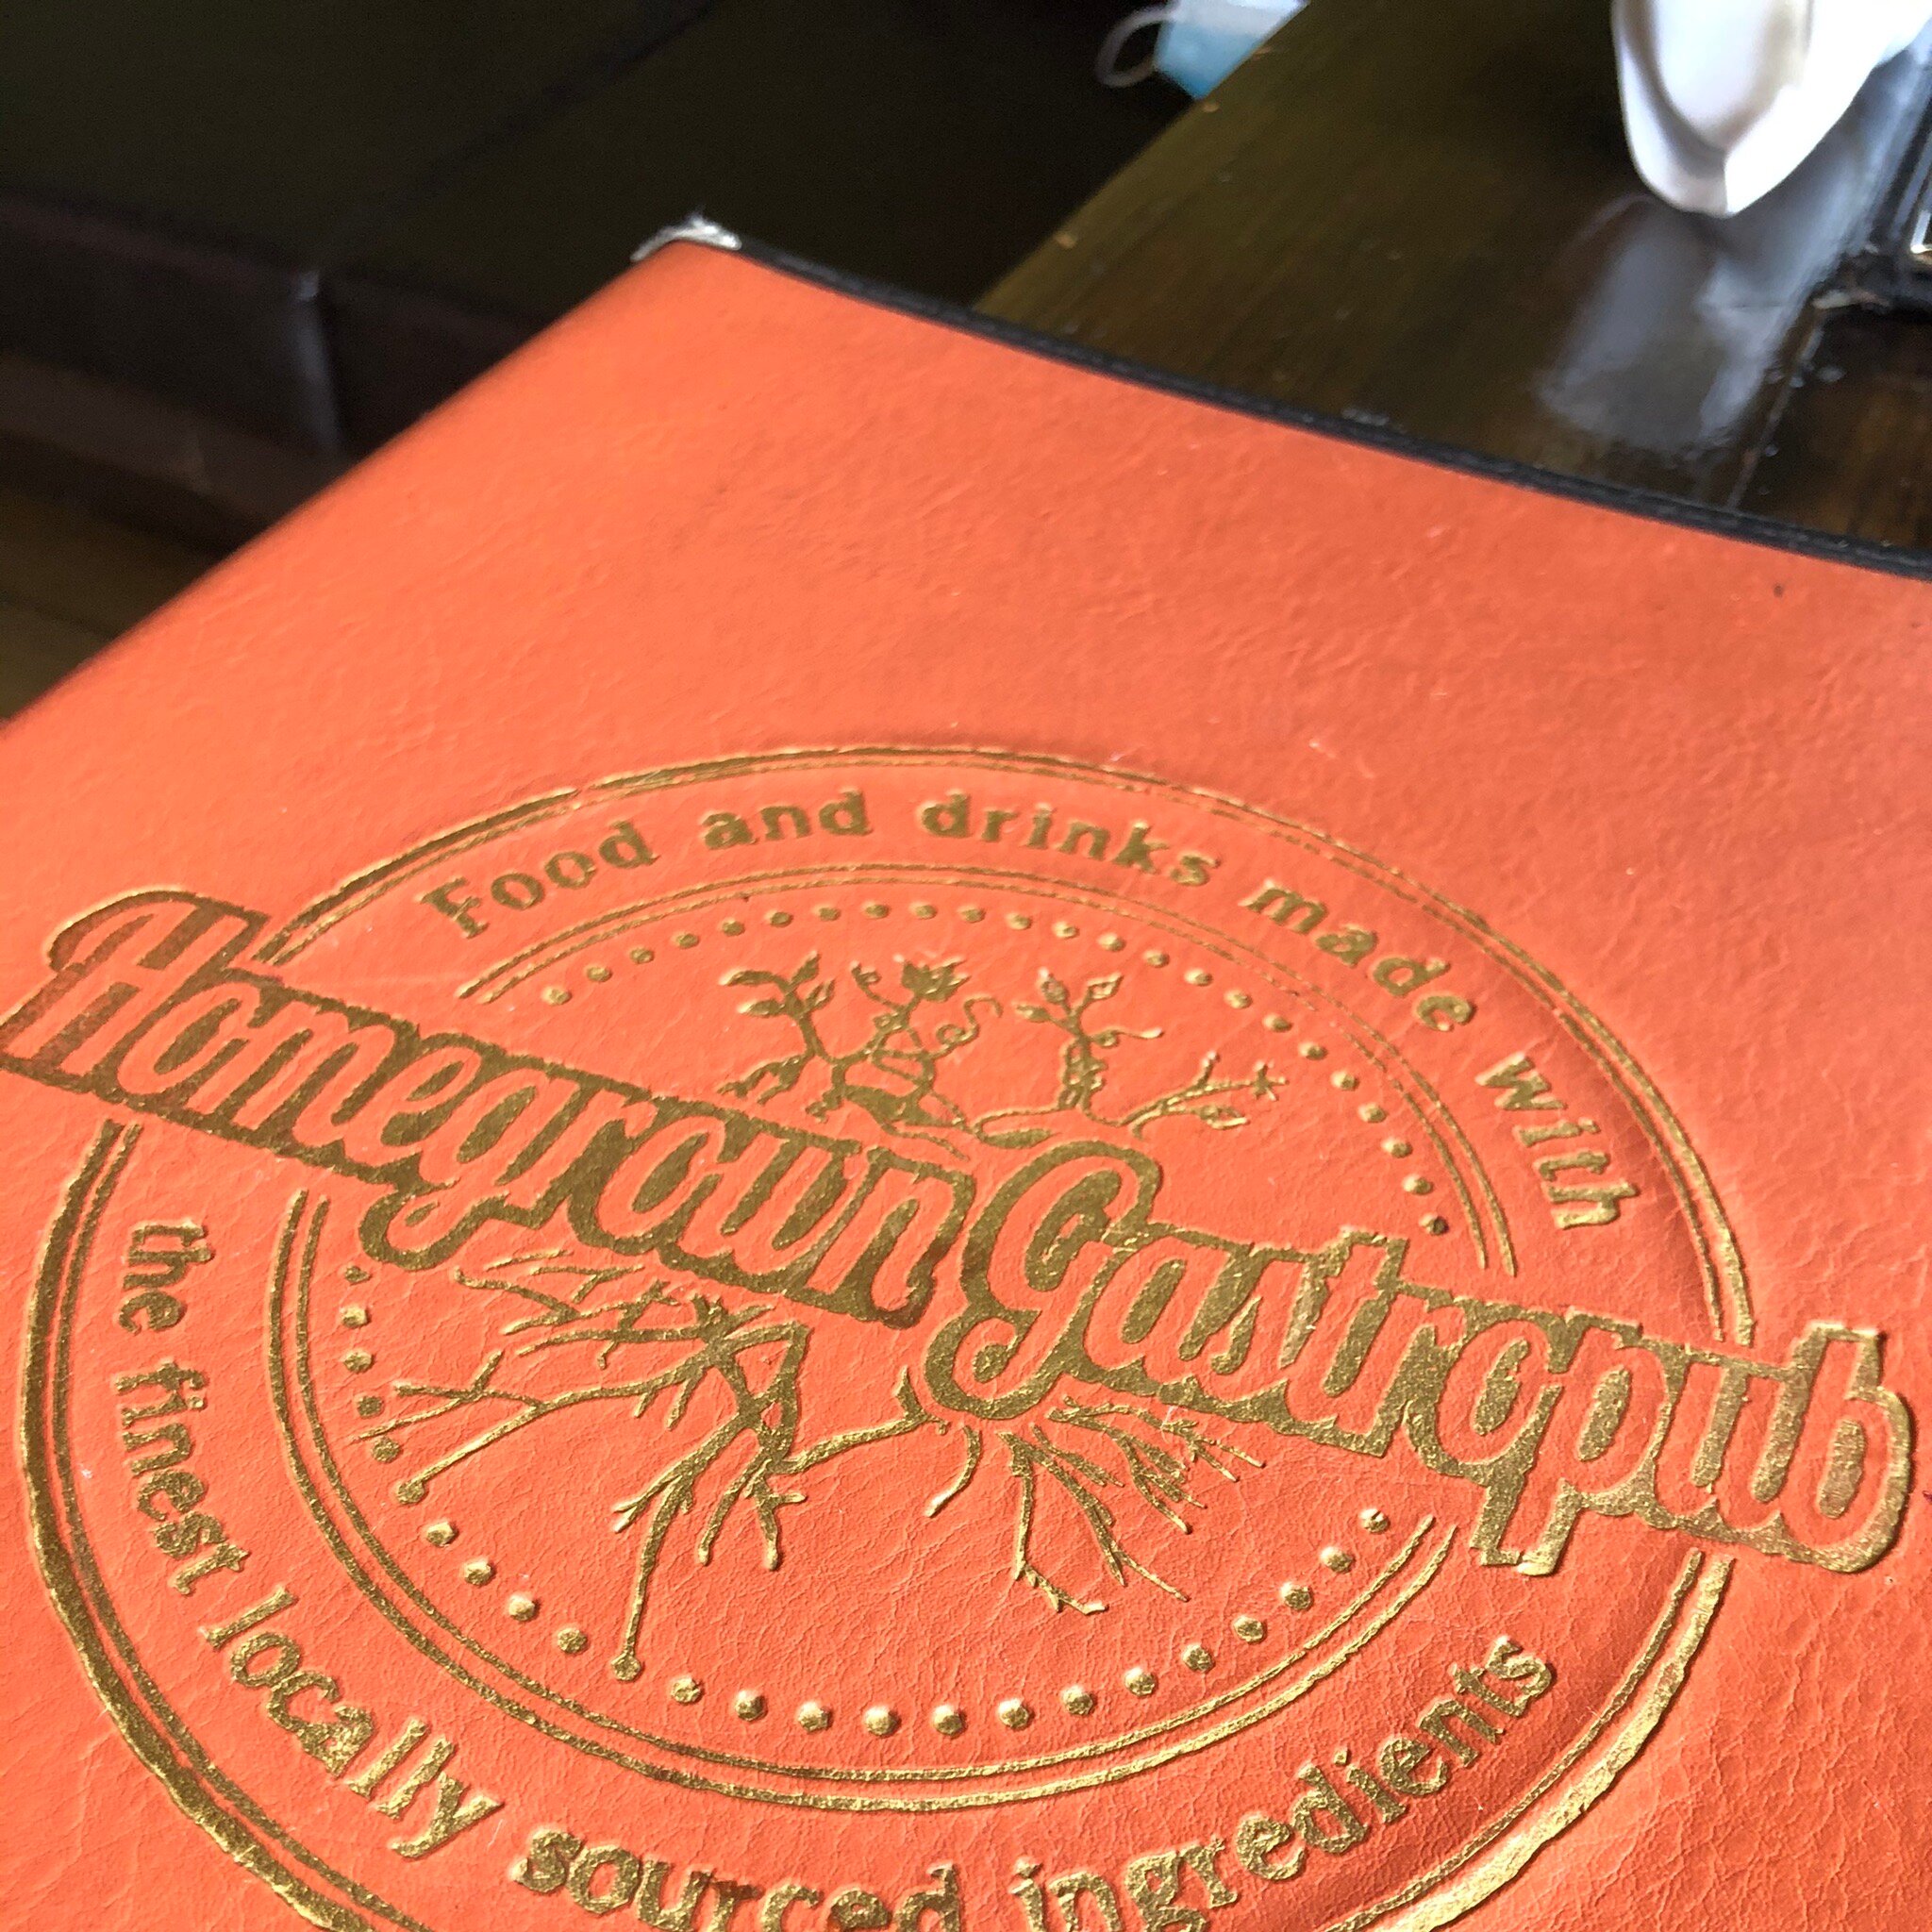 Food and drinks made with
Homegrown Gastropub
the finest locally sourced ingredients